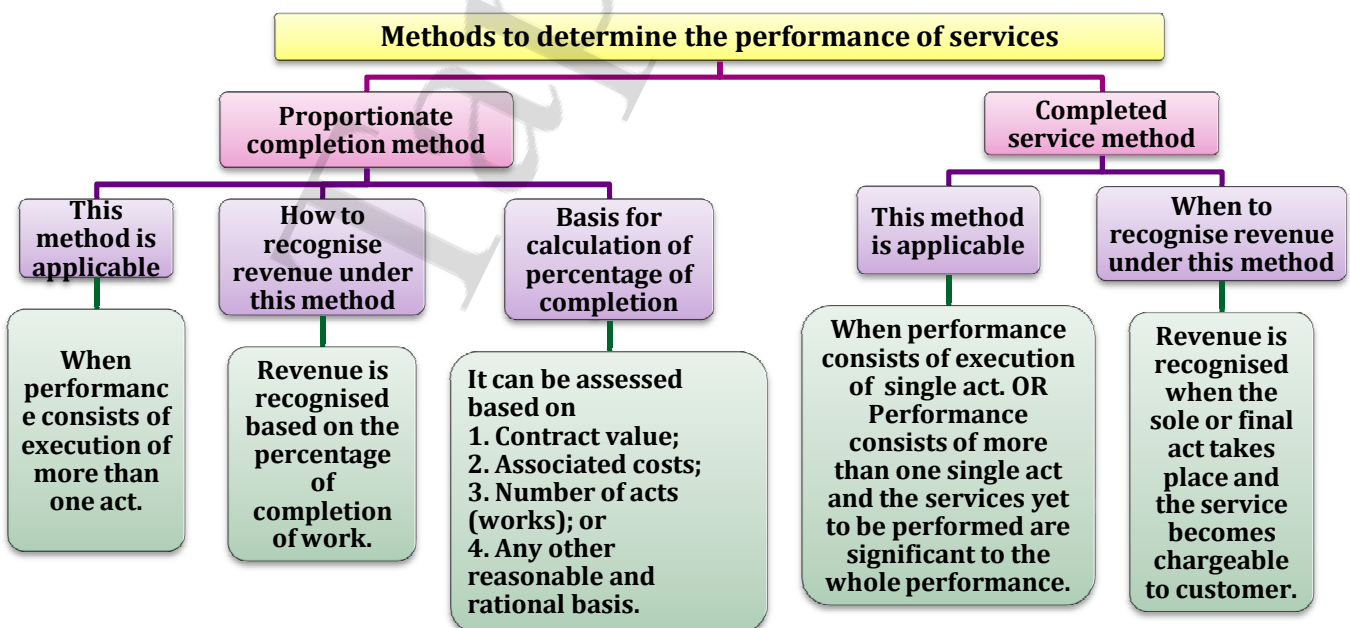 Methods to determine the performance of services
Proportionate
completion method
Completed
service method
This
method is
applicable
How to
recognise
revenue under
this method
Basis for
calculation of
percentage of
completion
This method
is applicable
When to
recognise revenue
under this method
When
performanc
e consists of
execution of
more than
one act.
Revenue is
recognised
based on the
percentage
of
completion
of work.
It can be assessed
based on
1. Contract value;
2. Associated costs;
3. Number of acts
(works); or
4. Any other
reasonable and
rational basis.
When performance
consists of execution
of single act. OR
Performance
consists of more
than one single act
and the services yet
to be performed are
significant to the
whole performance.
Revenue is
recognised
when the
sole or final
act takes
place and
the service
becomes
chargeable
to customer.